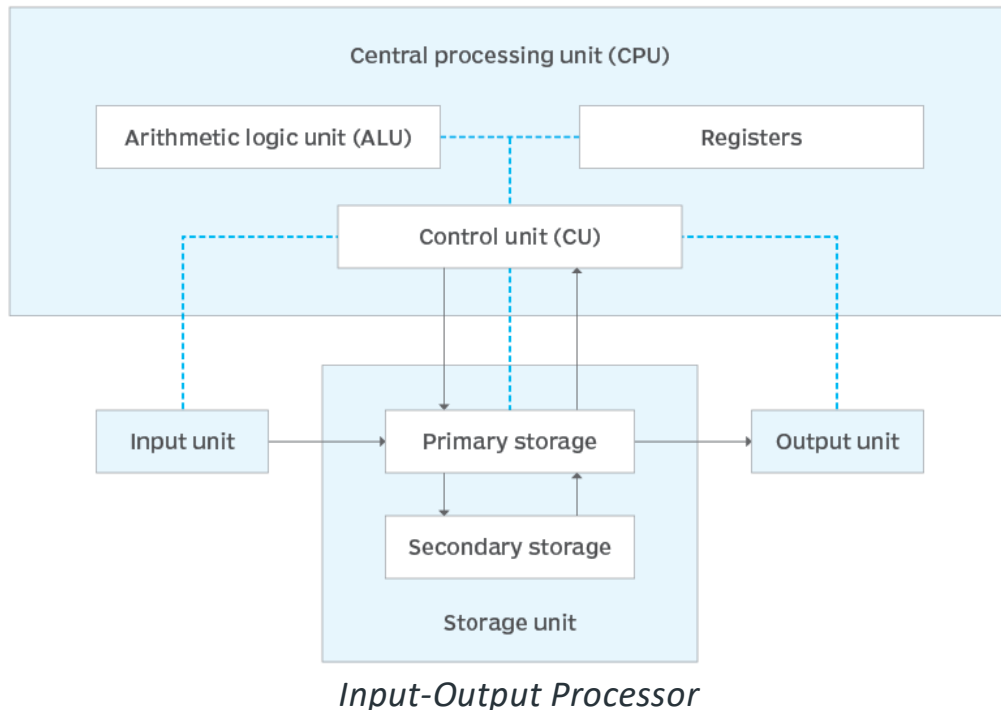 Central processing unit (CPU)
Arithmetic logic unit (ALU)
Registers
Control unit (CU)
Input unit
Primary storage
Output unit
Secondary storage
Storage unit
Input-Output Processor